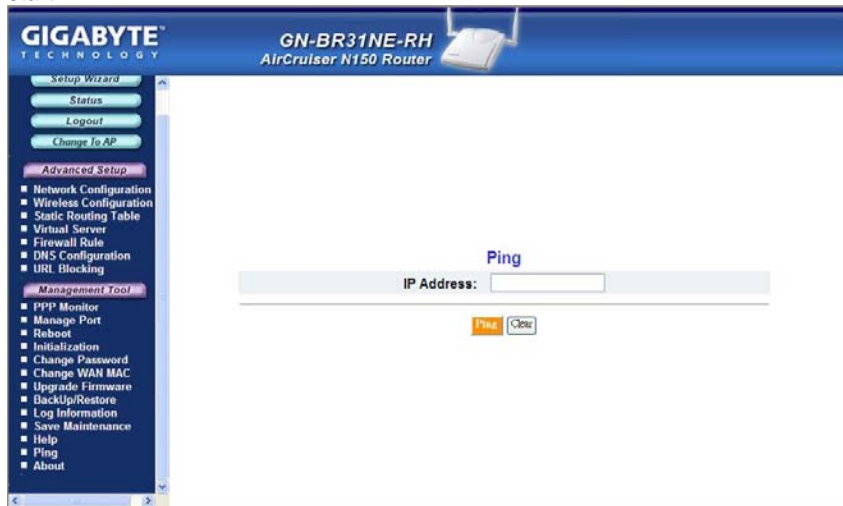 GIGABYTE™
TECHNOLOGY
GN-BR31NE-RH
AirCruiser N150 Router
Setup Wizard
Status
Logout
Change To AP
Advanced Setup
Network Configuration
Wireless Configuration
Static Routing Table
Virtual Server
Firewall Rule
DNS Configuration
URL Blocking
Management Tool
PPP Monitor
Manage Port
Reboot
Initialization
Change Password
Change WAN MAC
Upgrade Firmware
BackUp/Restore
Log Information
Save Maintenance
Help
Ping
About
Ping
IP Address:
Ping Clear